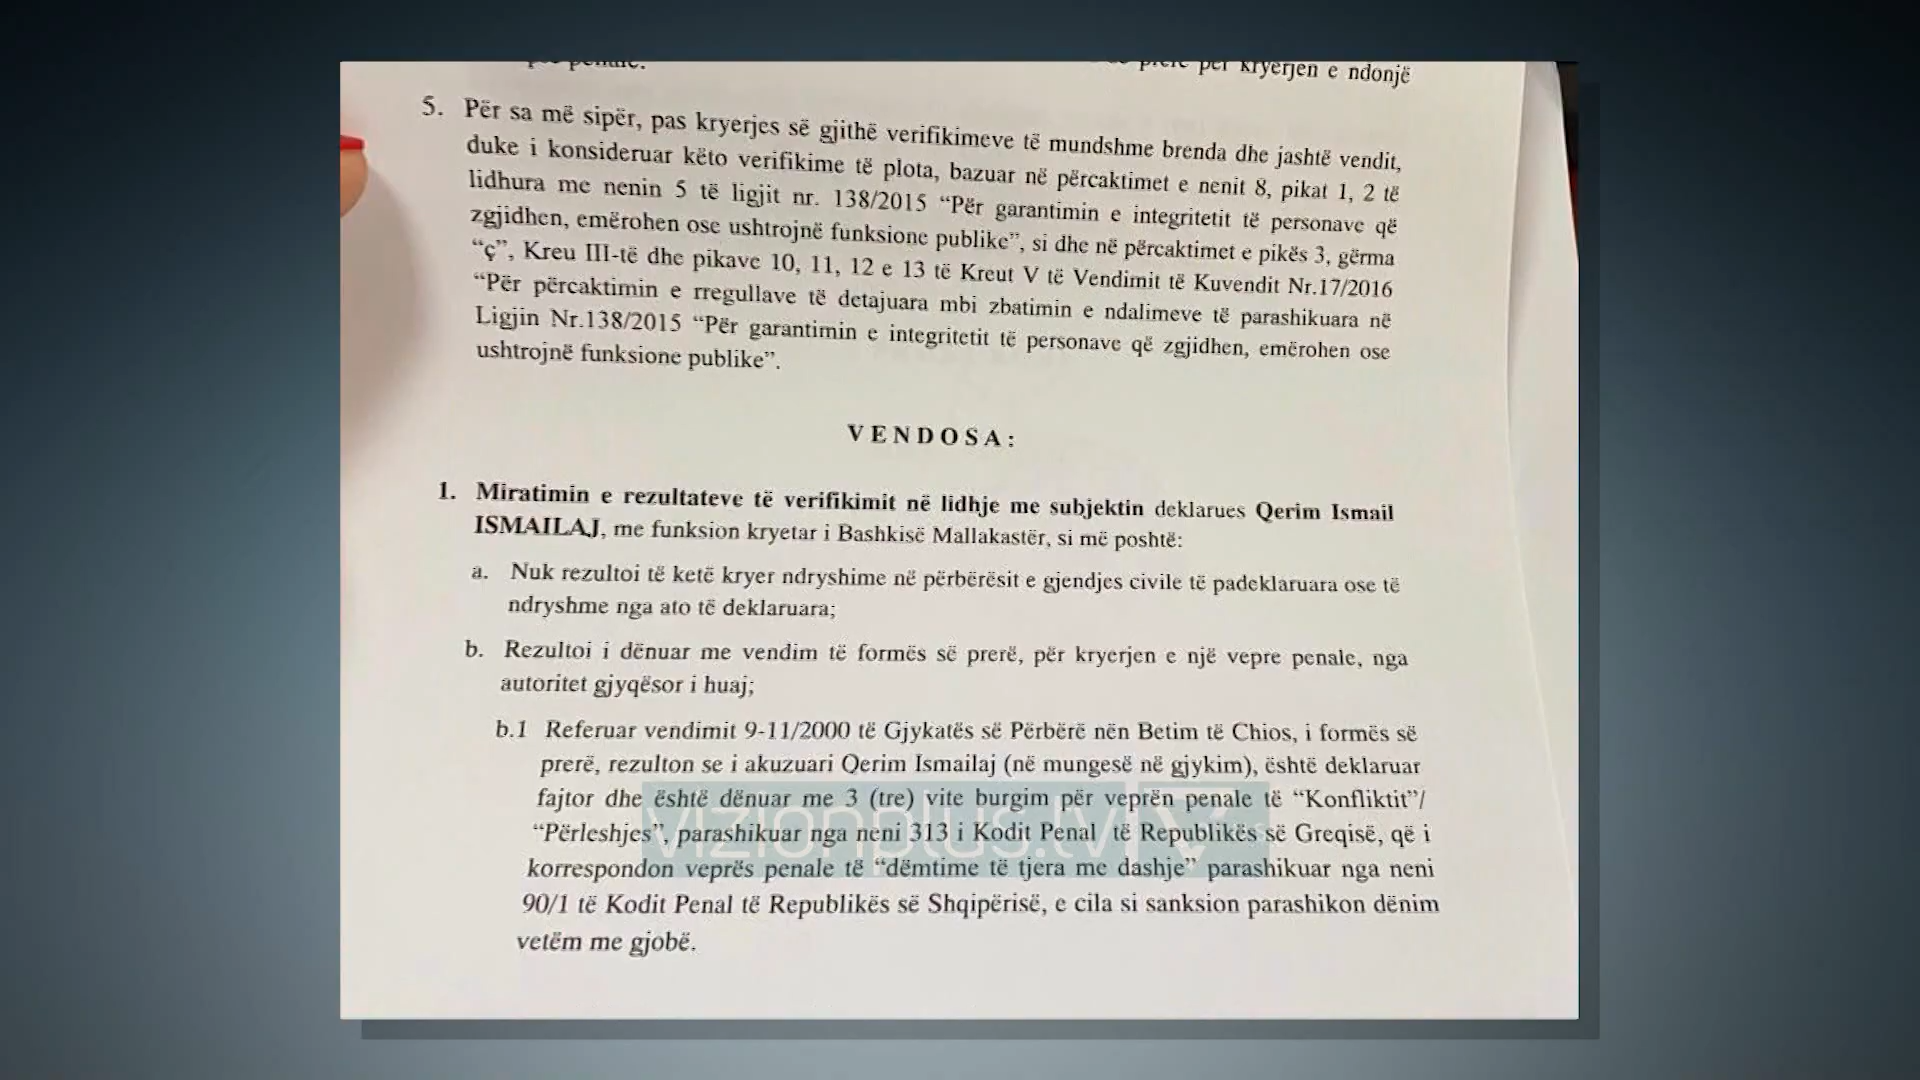 për kryerjen e ndonjë
5. Për sa më sipër, pas kryerjes së gjithë verifikimeve të mundshme brenda dhe jashtë vendit,
duke i konsideruar këto verifikime të plota, bazuar në përcaktimet e nenit 8, pikat 1, 2 të
lidhura me nenin 5 të ligjit nr. 138/2015 “Për garantimin e integritetit të personave që
zgjidhen, emërohen ose ushtrojnë funksione publike”, si dhe në përcaktimet e pikës 3, gërma
“ç”, Kreu III-të dhe pikave 10, 11, 12 e 13 të Kreut V të Vendimit të Kuvendit Nr.17/2016
“Për përcaktimin e rregullave të detajuara mbi zbatimin e ndalimeve të parashikuara në
Ligjin Nr.138/2015 “Për garantimin e integritetit të personave që zgjidhen, emërohen ose
ushtrojnë funksione publike”.
VENDOSA:
1. Miratimin e rezultateve të verifikimit në lidhje me subjektin deklarues Qerim Ismail
ISMAILAJ, me funksion kryetar i Bashkisë Mallakastër, si më poshtë:
a. Nuk rezultoi të ketë kryer ndryshime në përbërësit e gjendjes civile të padeklaruara ose të
ndryshme nga ato të deklaruara;
b. Rezultoi i dënuar me vendim të formës së prerë, për kryerjen e një vepre penale, nga
autoritet gjyqësor i huaj;
b.1 Referuar vendimit 9-11/2000 të Gjykatës së Përbërë nën Betim të Chios, i formës së
prerë, rezulton se i akuzuari Qerim Ismailaj (në mungesë në gjykim), është deklaruar
fajtor dhe është dënuar me 3 (tre) vite burgim për veprën penale të “Konfliktit”/
“Përleshjes”, parashikuar nga neni 313 i Kodit Penal të Republikës së Greqisë, që i
korrespondon veprës penale të “dëmtime të tjera me dashje” parashikuar nga neni
90/1 të Kodit Penal të Republikës së Shqipërisë, e cila si sanksion parashikon dënim
vetëm me gjobë.
vizionplus.tv